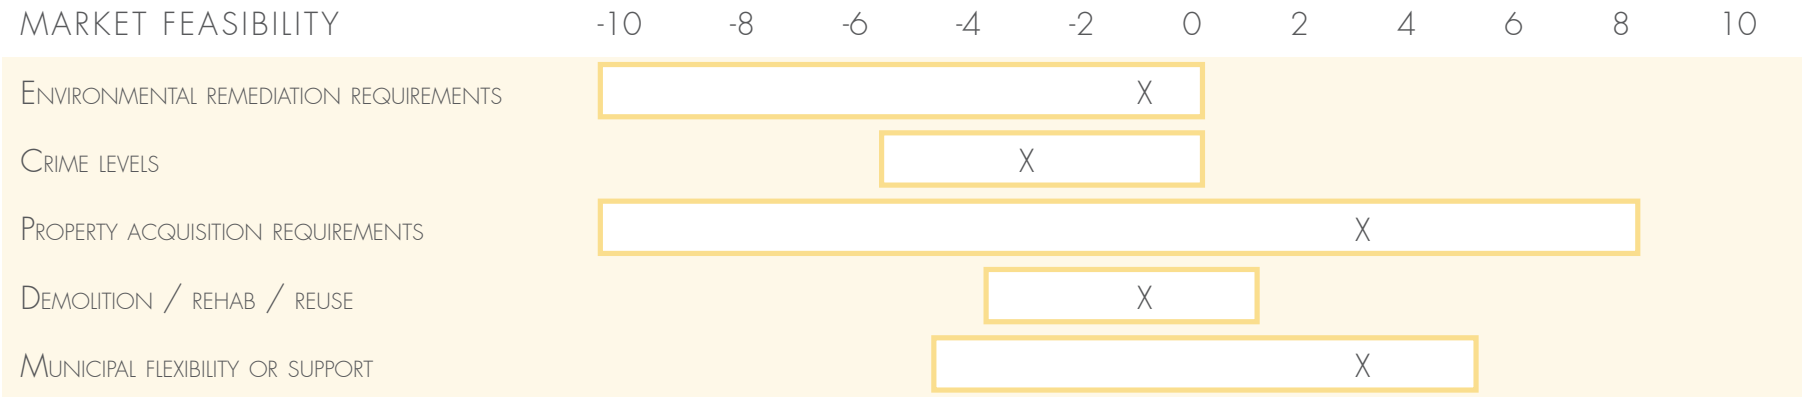 MARKET FEASIBILITY -10 -8 -6 -4 -2 0 2 4 6 8 10
Environmental remediation requirements X
Crime levels X
Property acquisition requirements X
Demolition / rehab / reuse X
Municipal flexibility or support X